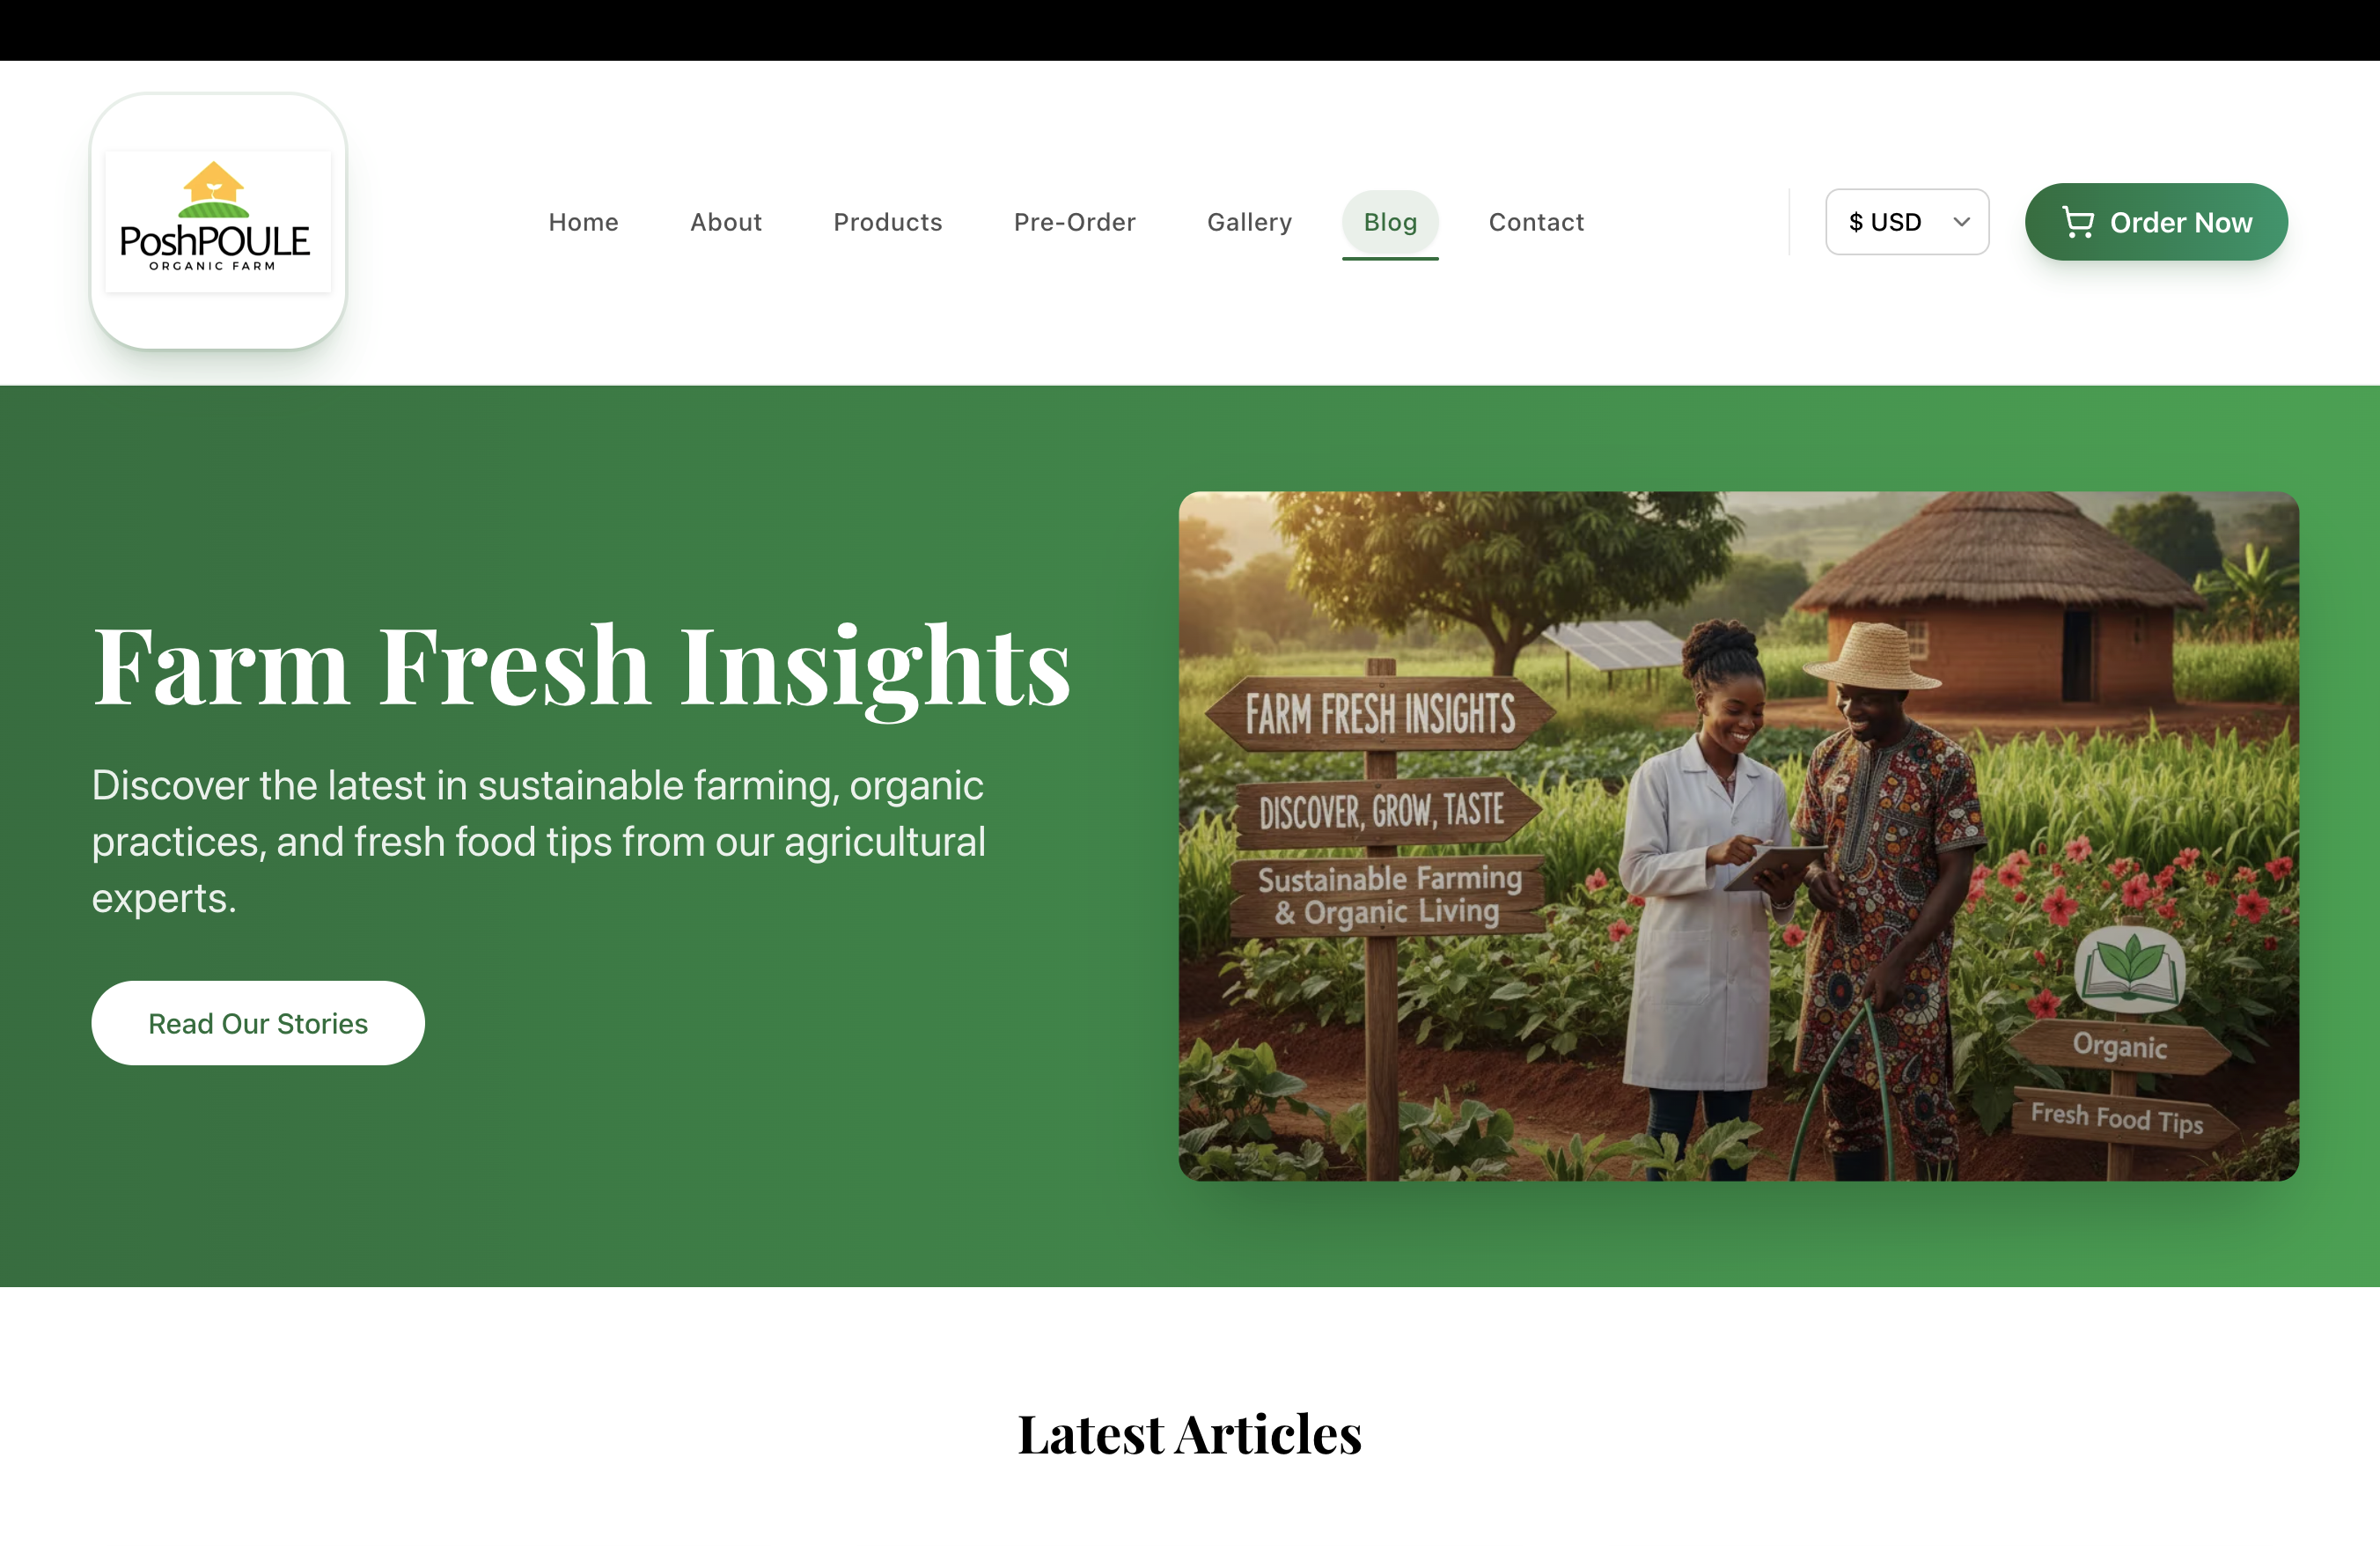 PoshPOULE
ORGANIC FARM
Home
About
Products
Pre-Order
Gallery
Blog
Contact
$ USD
Order Now
Farm Fresh Insights
Discover the latest in sustainable farming, organic
practices, and fresh food tips from our agricultural
experts.
Read Our Stories
FARM FRESH INSIGHTS
DISCOVER, GROW, TASTE
Sustainable Farming
& Organic Living
Organic
Fresh Food Tips
Latest Articles